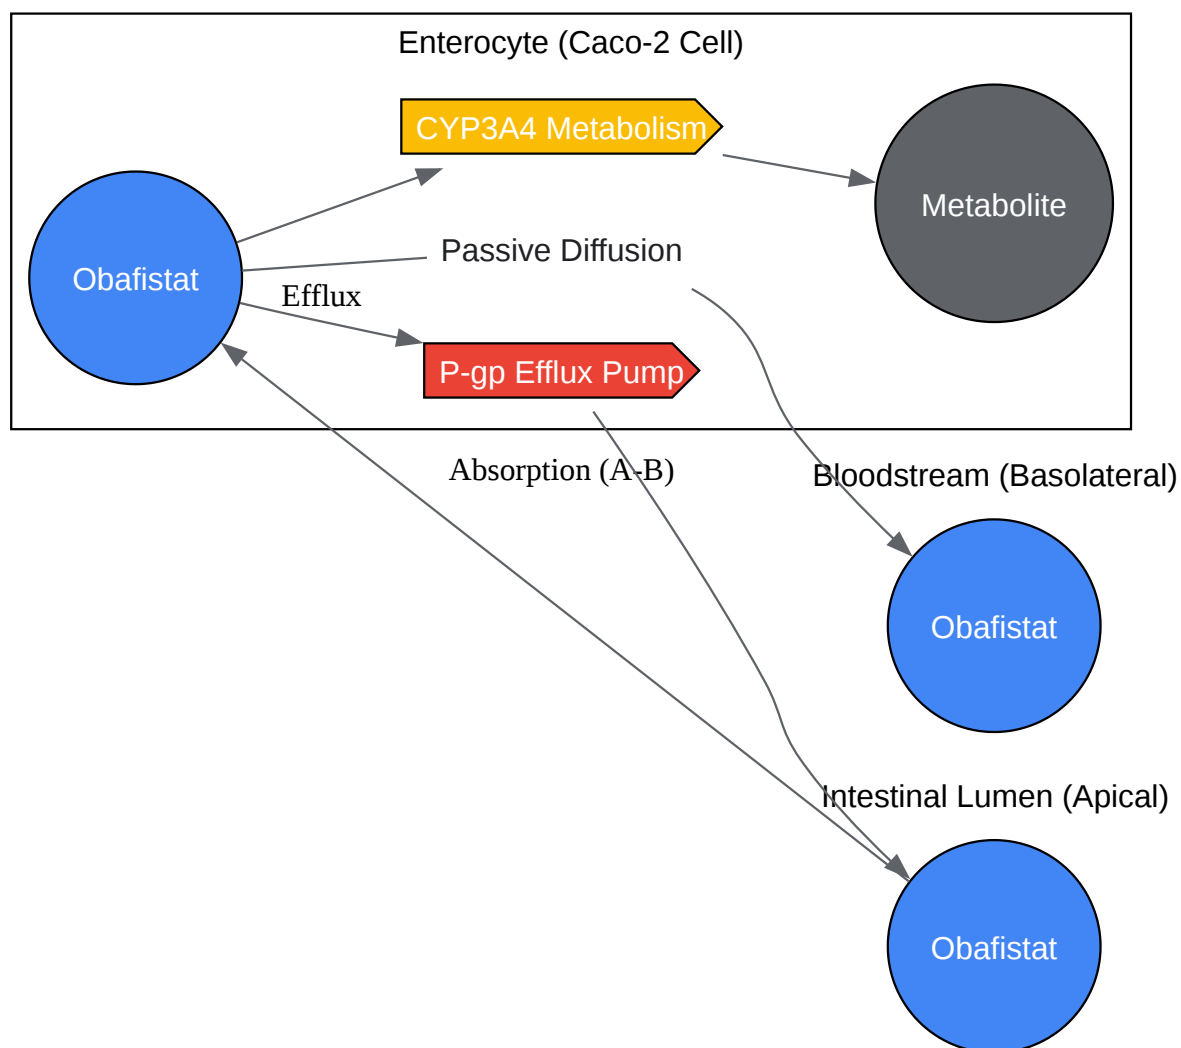 Enterocyte (Caco-2 Cell)
CYP3A4 Metabolism
Metabolite
Obafistat
Passive Diffusion
Efflux
P-gp Efflux Pump
Absorption (A-B)
Bloodstream (Basolateral)
Obafistat
Intestinal Lumen (Apical)
Obafistat